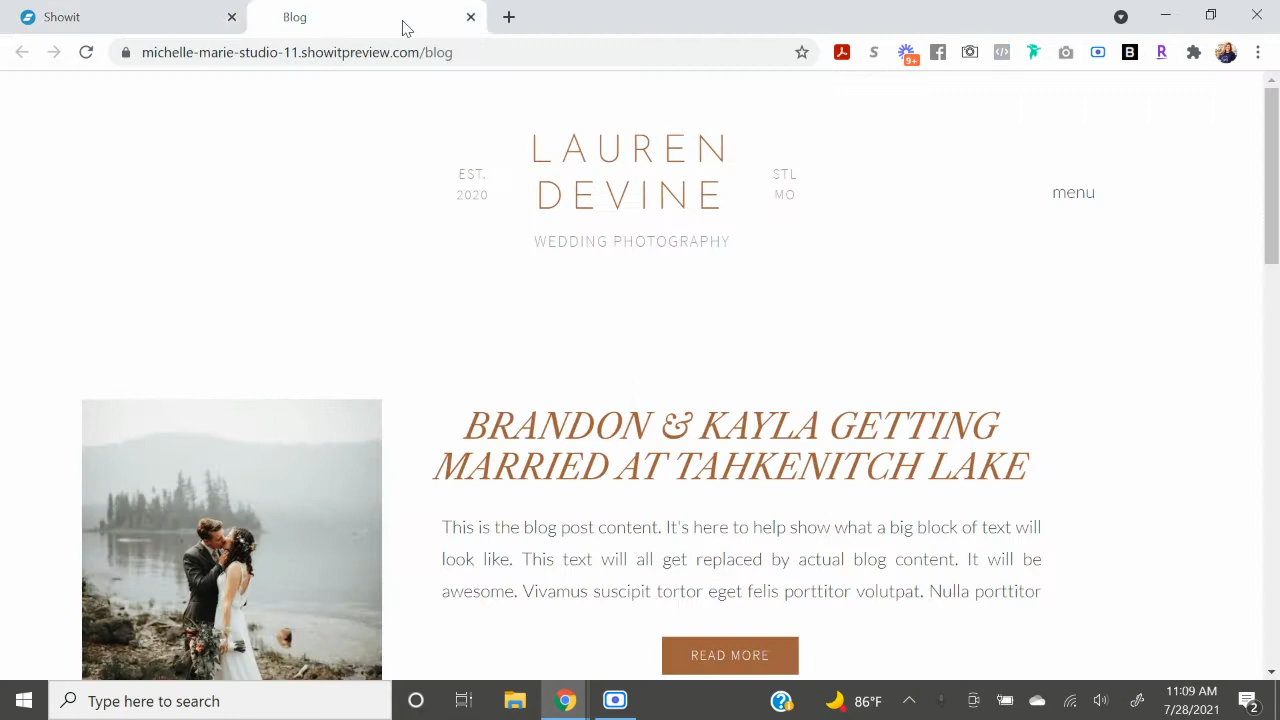 Showit
Blog
michelle-marie-studio-11.showitpreview.com/blog
9+
B
R
EST.
2020
LAUREN
DEVINE
STL
MO
menu
WEDDING PHOTOGRAPHY
BRANDON & KAYLA GETTING
MARRIED AT TAHKENITCH LAKE
This is the blog post content. It's here to help show what a big block of text will
look like. This text will all get replaced by actual blog content. It will be
awesome. Vivamus suscipit tortor eget felis porttitor volutpat. Nulla porttitor
READ MORE
Type here to search
86°F
11:09 AM
7/28/2021
2